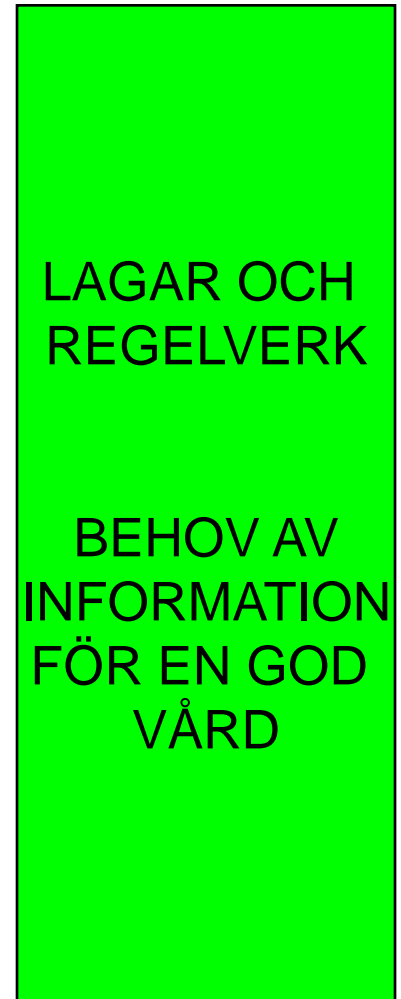 LAGAR OCH
REGELVERK
BEHOV AV
INFORMATION
FÖR EN GOD
VÅRD